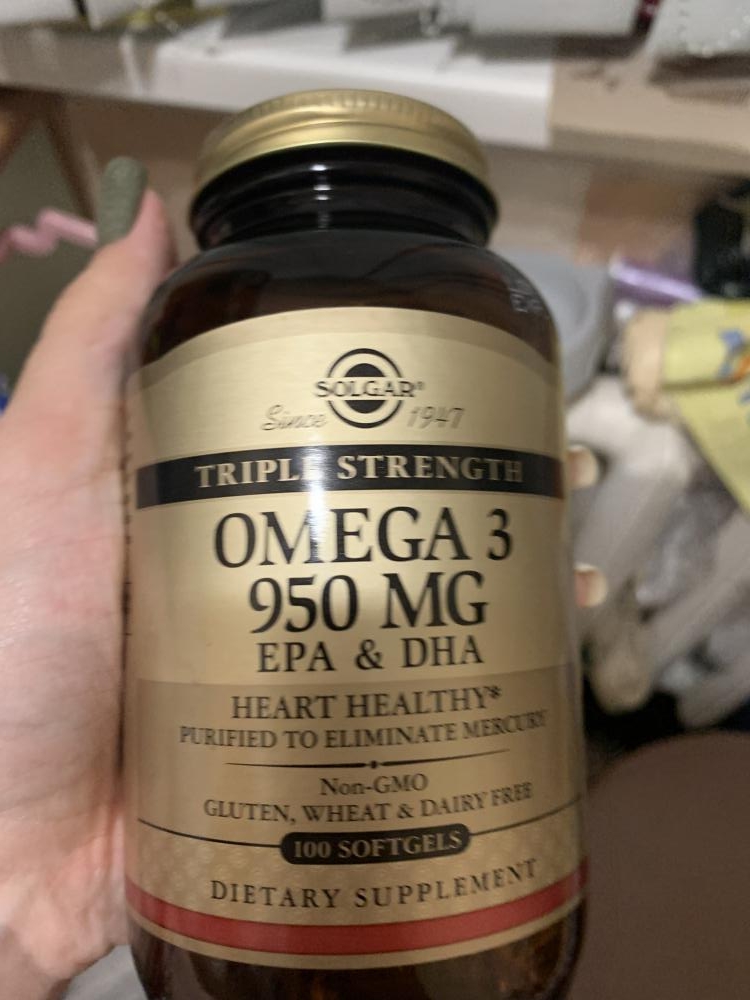 SOLGAR®
Since 1947
TRIPLE STRENGTH
OMEGA 3
950 MG
EPA & DHA
HEART HEALTHY*
PURIFIED TO ELIMINATE MERCURY
Non-GMO
GLUTEN, WHEAT & DAIRY FREE
100 SOFTGELS
DIETARY SUPPLEMENT